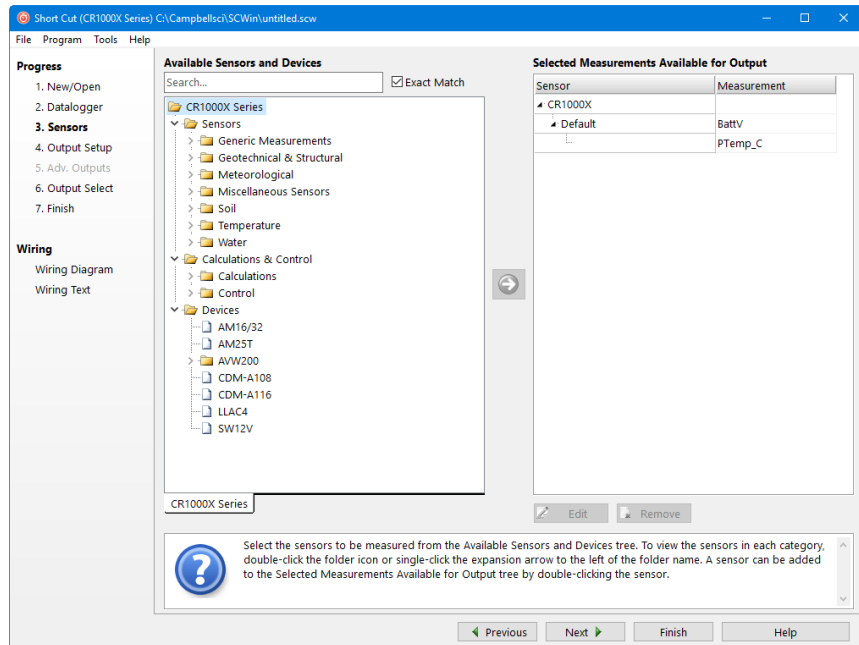 Short Cut (CR1000X Series) C:\Campbellsci\SCWin\untitled.scw
File Program Tools Help
Progress
1. New/Open
2. Datalogger
3. Sensors
4. Output Setup
5. Adv. Outputs
6. Output Select
7. Finish
Wiring
Wiring Diagram
Wiring Text
Available Sensors and Devices
Search...
Exact Match
CR1000X Series
Sensors
Generic Measurements
Geotechnical & Structural
Meteorological
Miscellaneous Sensors
Soil
Temperature
Water
Calculations & Control
Calculations
Control
Devices
AM16/32
AM25T
AVW200
CDM-A108
CDM-A116
LLAC4
SW12V
CR1000X Series
Selected Measurements Available for Output
Sensor Measurement
CR1000X
Default BattV
PTemp_C
Edit Remove
Select the sensors to be measured from the Available Sensors and Devices tree. To view the sensors in each category,
double-click the folder icon or single-click the expansion arrow to the left of the folder name. A sensor can be added
to the Selected Measurements Available for Output tree by double-clicking the sensor.
Previous Next Finish Help